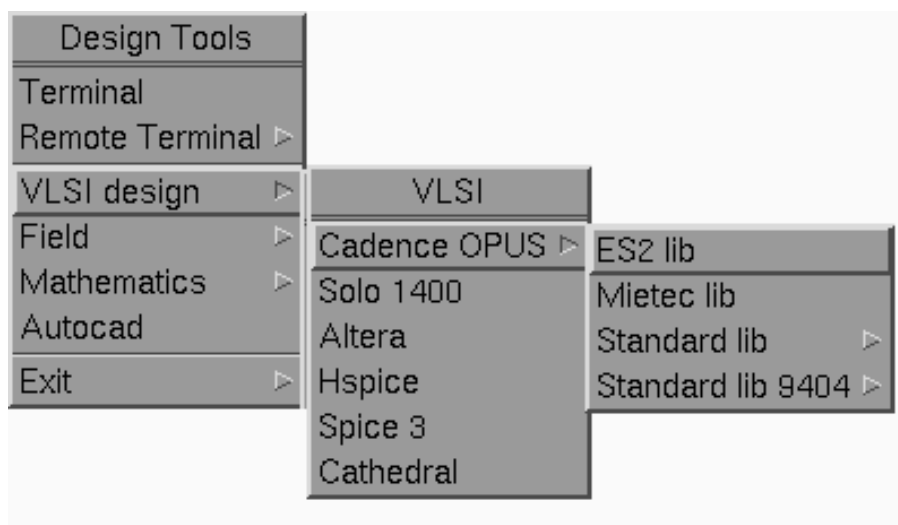 Design Tools
Terminal
Remote Terminal
VLSI design
Field
Mathematics
Autocad
Exit
VLSI
Cadence OPUS
Solo 1400
Altera
Hspice
Spice 3
Cathedral
ES2 lib
Mietec lib
Standard lib
Standard lib 9404